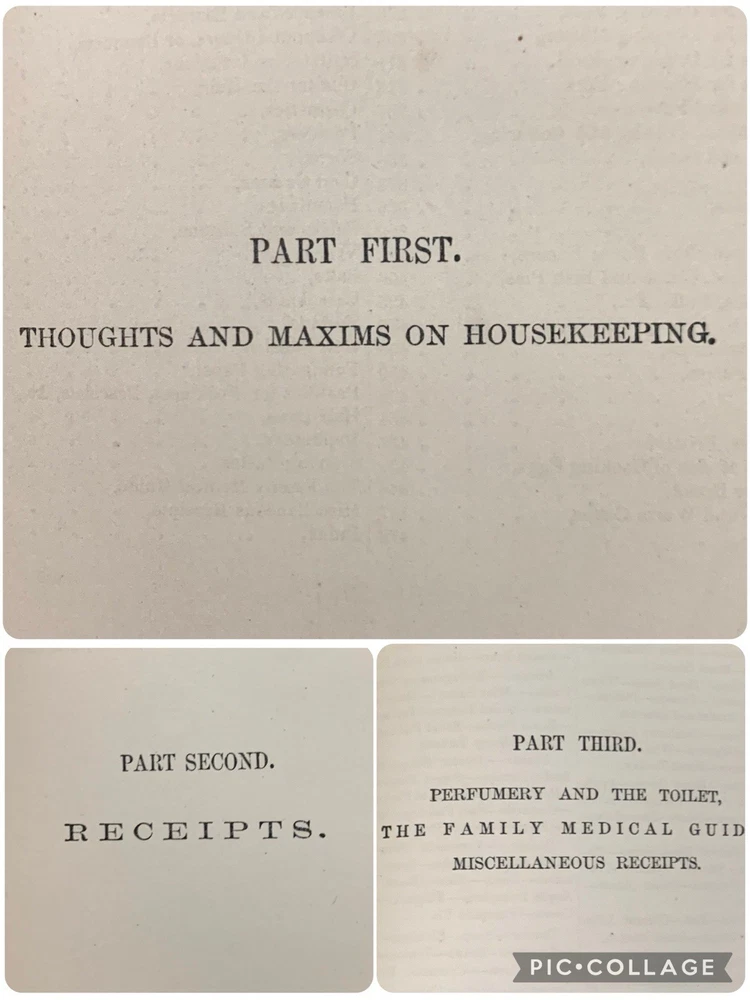 PART FIRST.
THOUGHTS AND MAXIMS ON HOUSEKEEPING.
PART SECOND.
RECEIPTS.
PART THIRD.
PERFUMERY AND THE TOILET,
THE FAMILY MEDICAL GUID
MISCELLANEOUS RECEIPTS.
PIC•COLLAGE